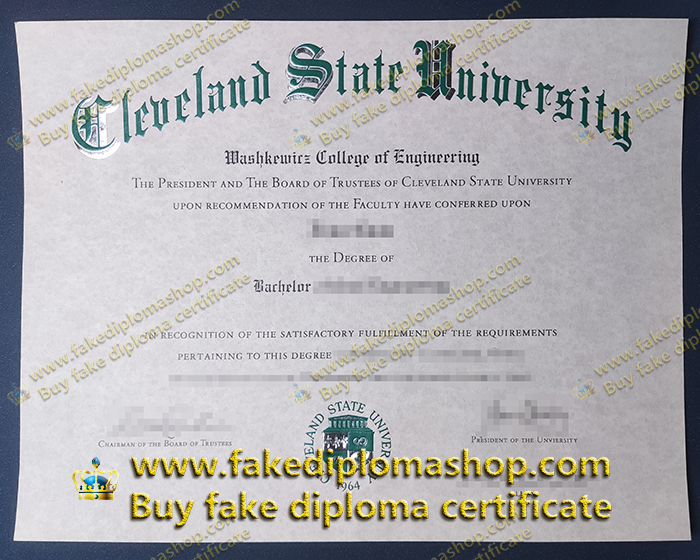 Cleveland State University
Washkewicz College of Engineering
THE PRESIDENT AND THE BOARD OF TRUSTEES OF CLEVELAND STATE UNIVERSITY
UPON RECOMMENDATION OF THE FACULTY HAVE CONFERRED UPON
THE DEGREE OF
Bachelor
IN RECOGNITION OF THE SATISFACTORY FULFILLMENT OF THE REQUIREMENTS
PERTAINING TO THIS DEGREE
CHAIRMAN OF THE BOARD OF TRUSTEES
CLEVELAND STATE UNIVERSITY
1964
PRESIDENT OF THE UNVIERSITY
www.fakediplomashop.com
Buy fake diploma certificate